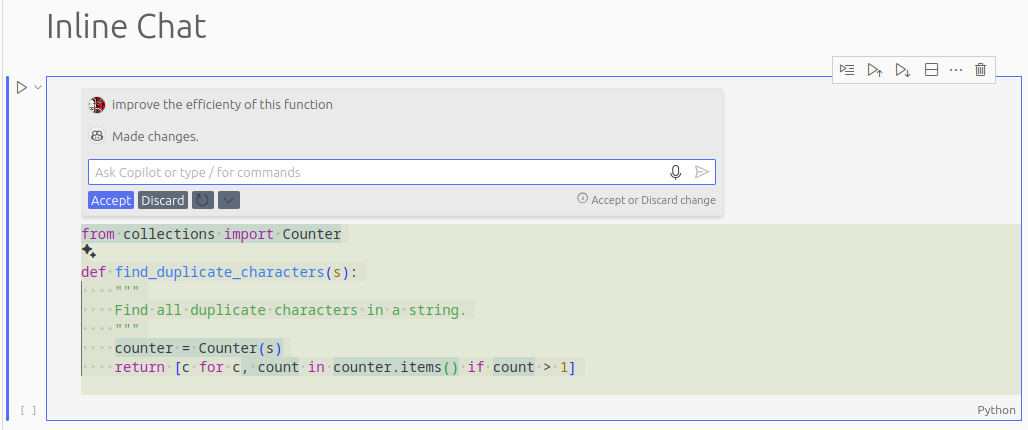 Inline Chat
improve the efficienty of this function
Made changes.
Ask Copilot or type / for commands
Accept Discard
Accept or Discard change
from collections import Counter
def find_duplicate_characters(s):
    """
    Find all duplicate characters in a string.
    """
    counter = Counter(s)
    return [c for c, count in counter.items() if count > 1]
[ ]
Python